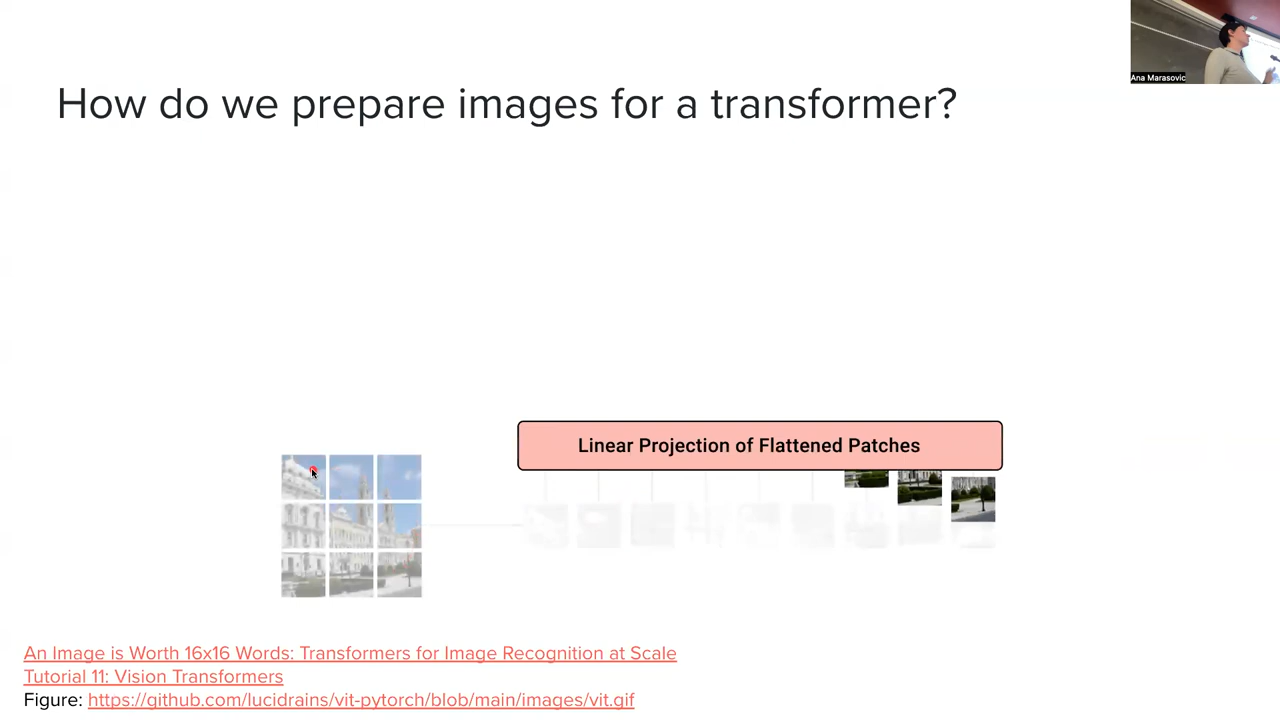 Ana Marasovic
How do we prepare images for a transformer?
Linear Projection of Flattened Patches
An Image is Worth 16x16 Words: Transformers for Image Recognition at Scale
Tutorial 11: Vision Transformers
Figure: https://github.com/lucidrains/vit-pytorch/blob/main/images/vit.gif